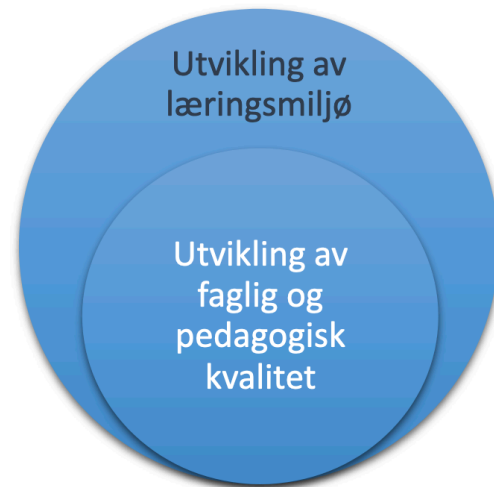 Utvikling av
læringsmiljø
Utvikling av
faglig og
pedagogisk
kvalitet